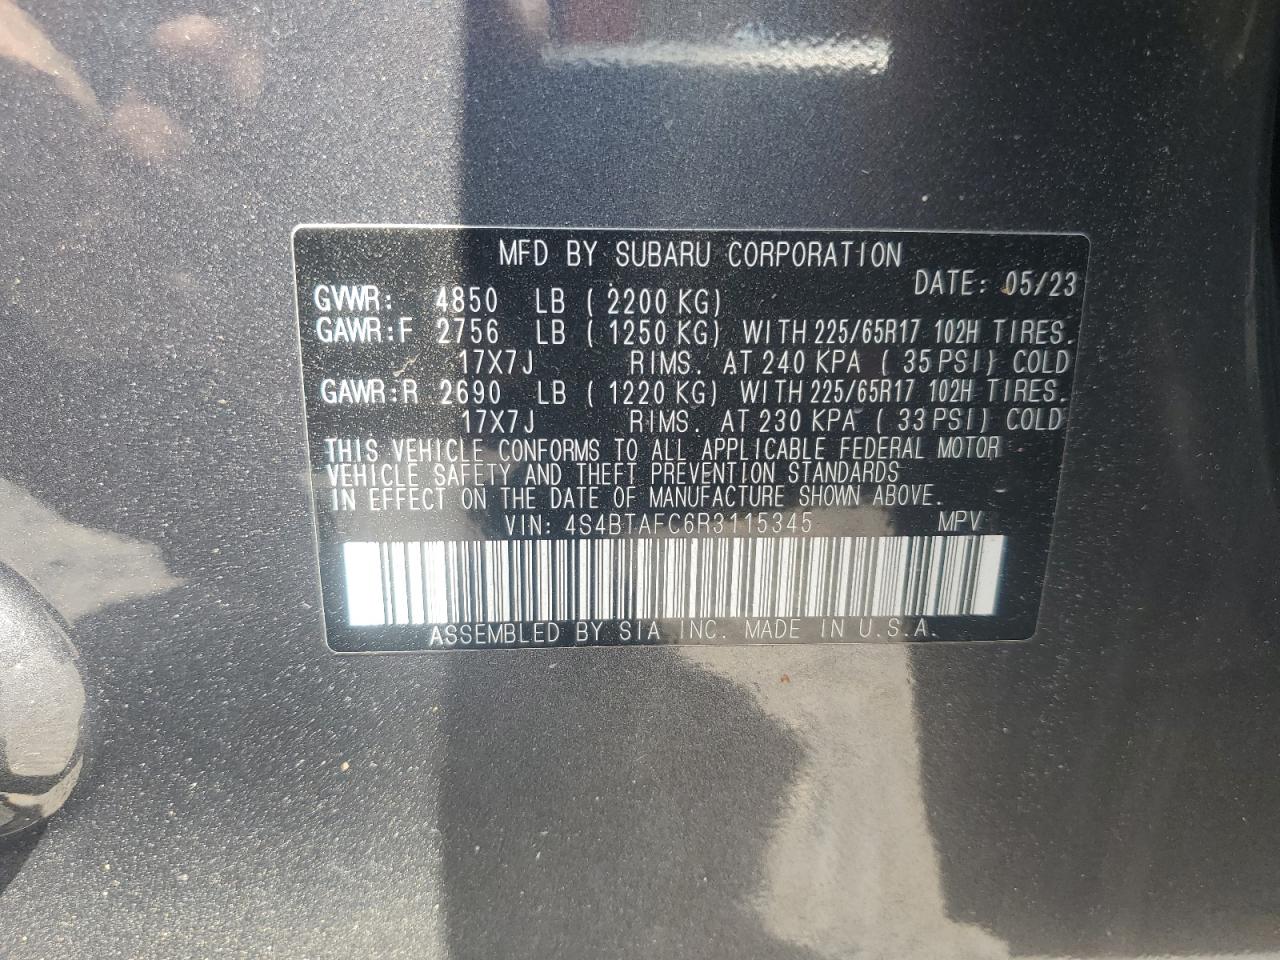 MFD BY SUBARU CORPORATION
DATE: 05/23
GVWR: 4850 LB ( 2200 KG)
GAWR:F 2756 LB ( 1250 KG) WITH 225/65R17 102H TIRES.
17X7J RIMS. AT 240 KPA ( 35 PSI) COLD
GAWR:R 2690 LB ( 1220 KG) WITH 225/65R17 102H TIRES.
17X7J RIMS. AT 230 KPA ( 33 PSI) COLD
THIS VEHICLE CONFORMS TO ALL APPLICABLE FEDERAL MOTOR
VEHICLE SAFETY AND THEFT PREVENTION STANDARDS
IN EFFECT ON THE DATE OF MANUFACTURE SHOWN ABOVE.
VIN: 4S4BTAFC6R3115345 MPV
ASSEMBLED BY SIA INC. MADE IN U.S.A.